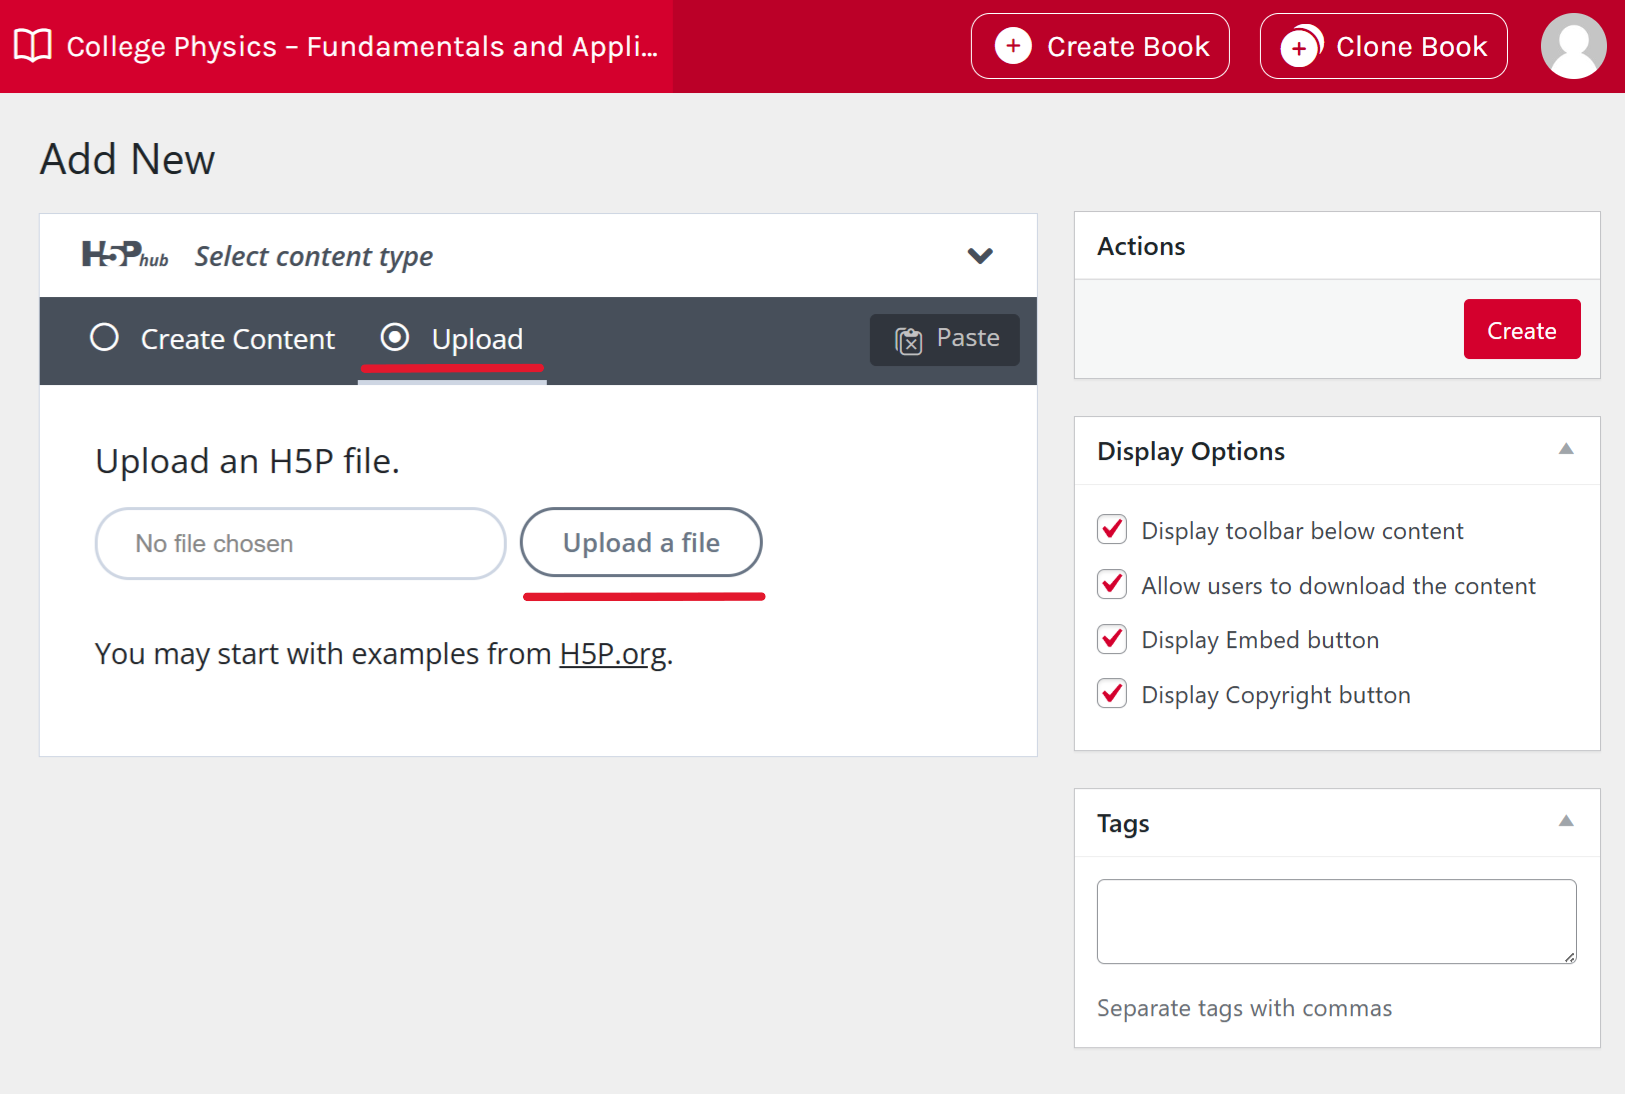 College Physics – Fundamentals and Appli...
Create Book
Clone Book
Add New
H5P hub Select content type
Create Content
Upload
Paste
Upload an H5P file.
No file chosen
Upload a file
You may start with examples from H5P.org.
Actions
Create
Display Options
Display toolbar below content
Allow users to download the content
Display Embed button
Display Copyright button
Tags
Separate tags with commas